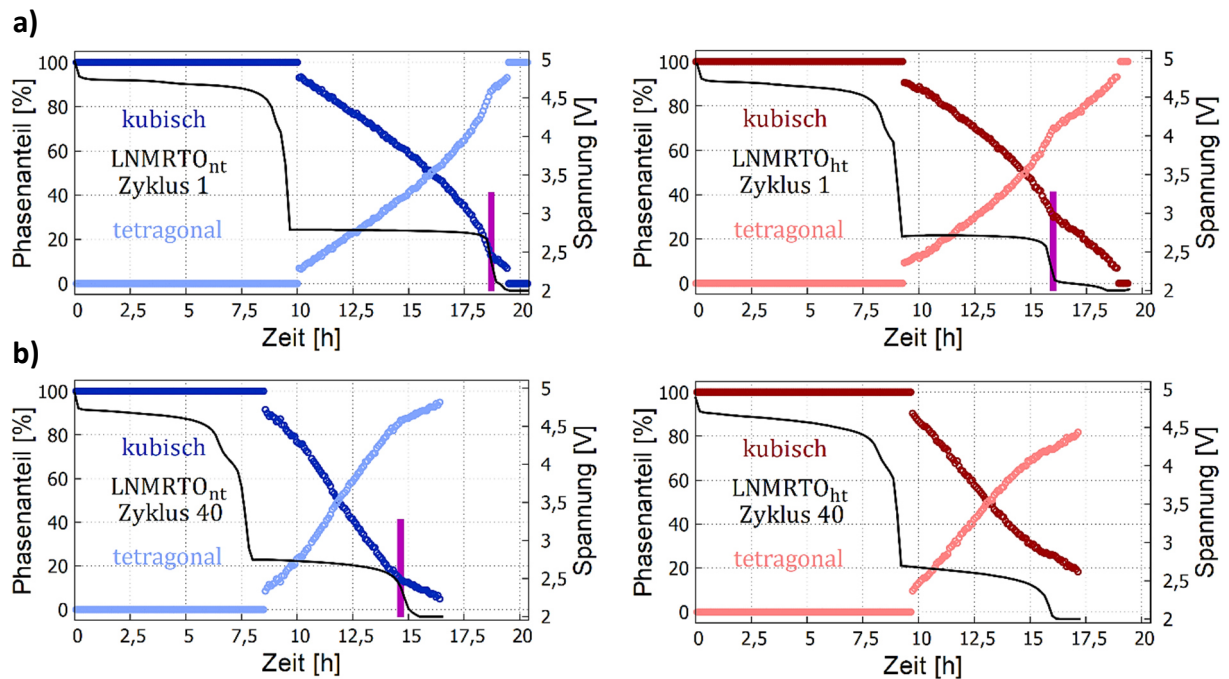 a)
Phasenanteil [%]
100
80
60
40
20
0
kubisch
LNMRTOnt
Zyklus 1
tetragonal
5
4,5
4
3,5
3
2,5
2
Spannung [V]
0 2,5 5 7,5 10 12,5 15 17,5 20
Zeit [h]
Phasenanteil [%]
100
80
60
40
20
0
kubisch
LNMRTOht
Zyklus 1
tetragonal
5
4,5
4
3,5
3
2,5
2
Spannung [V]
0 2,5 5 7,5 10 12,5 15 17,5 20
Zeit [h]
b)
Phasenanteil [%]
100
80
60
40
20
0
kubisch
LNMRTOnt
Zyklus 40
tetragonal
5
4,5
4
3,5
3
2,5
2
Spannung [V]
0 2,5 5 7,5 10 12,5 15 17,5 20
Zeit [h]
Phasenanteil [%]
100
80
60
40
20
0
kubisch
LNMRTOht
Zyklus 40
tetragonal
5
4,5
4
3,5
3
2,5
2
Spannung [V]
0 2,5 5 7,5 10 12,5 15 17,5 20
Zeit [h]